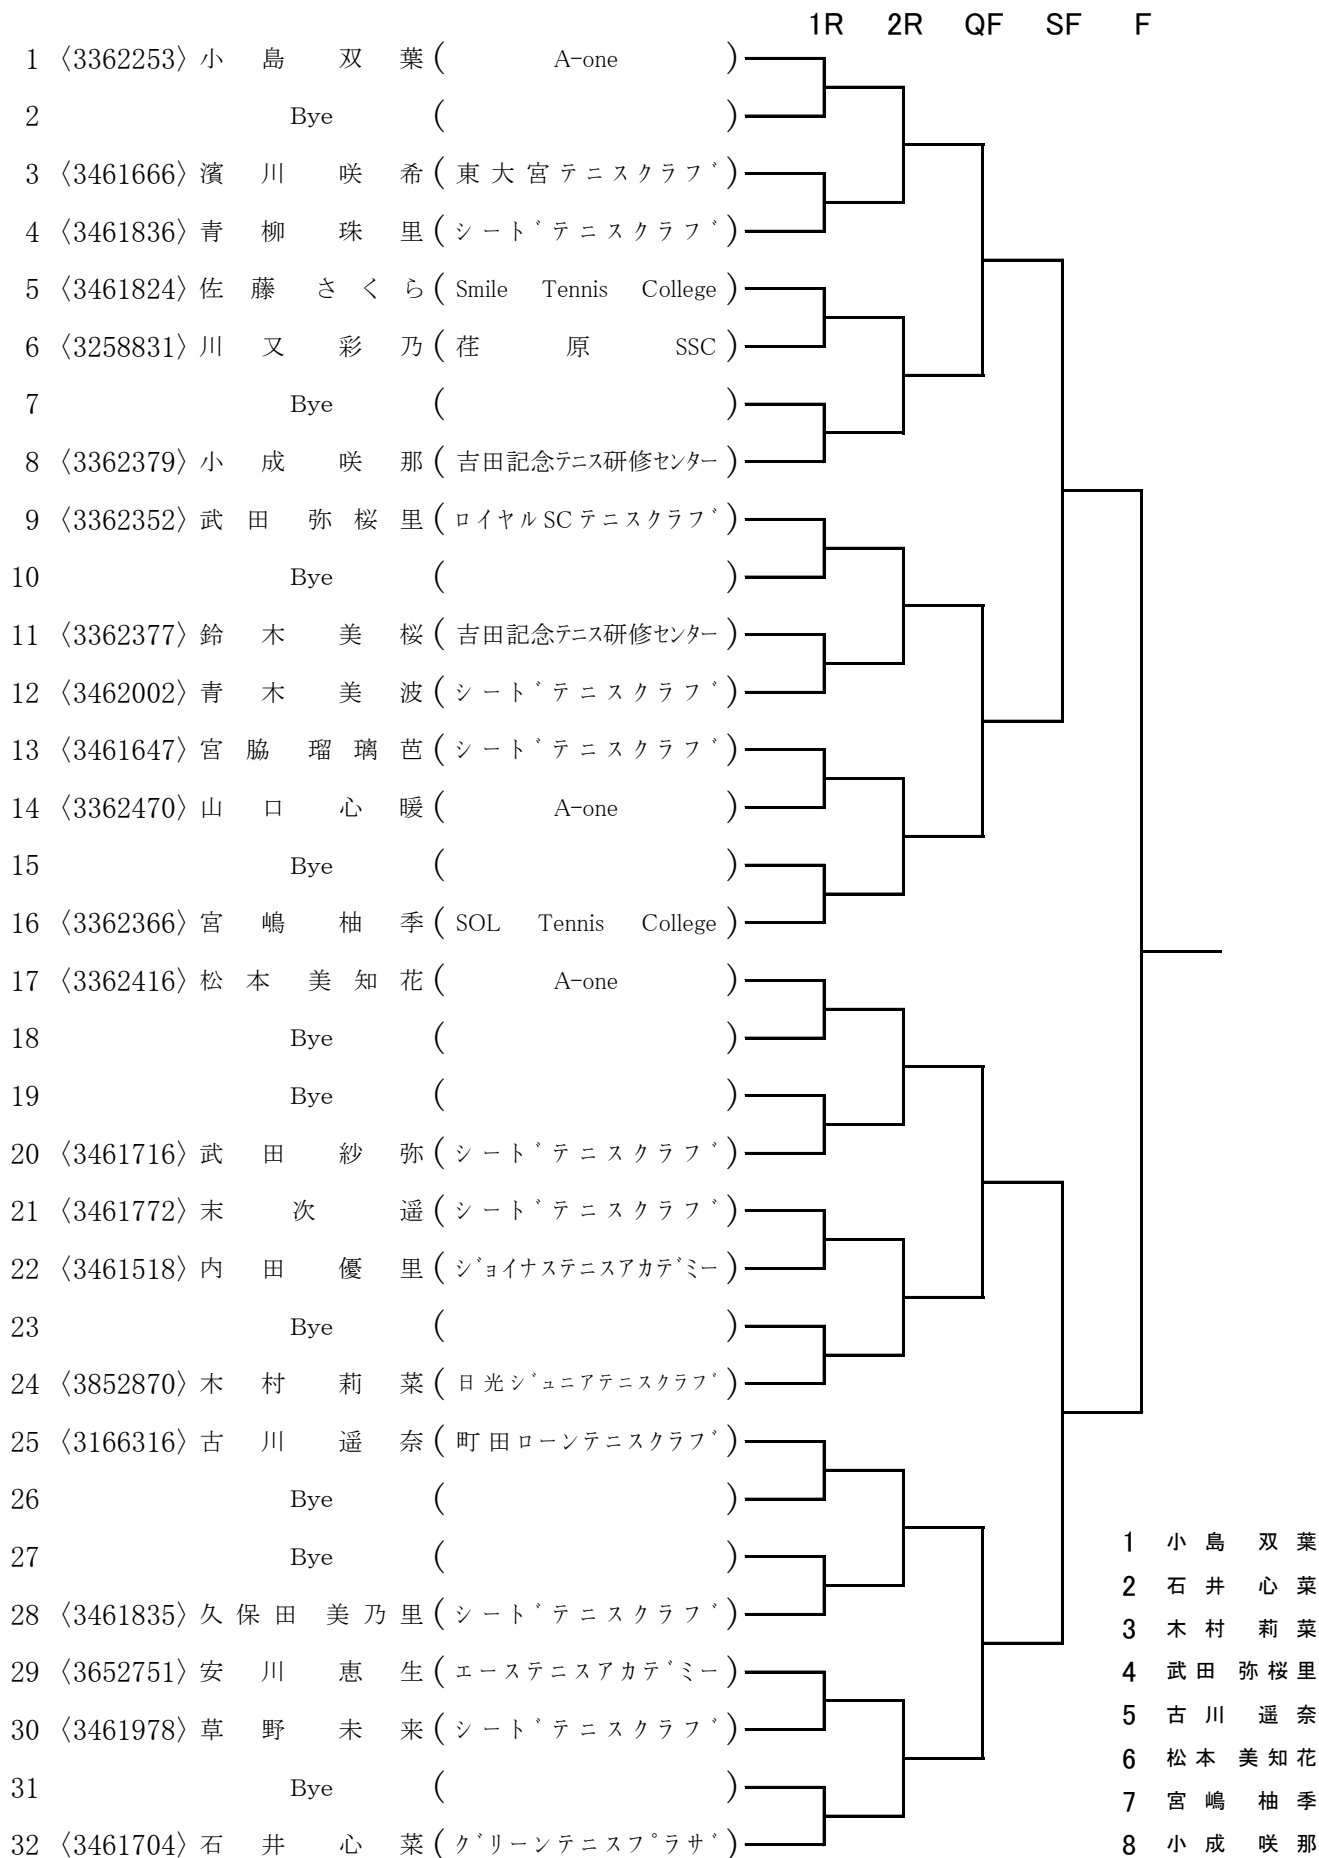 1R 2R QF SF F
1 〈3362253〉 小島 双葉 ( A-one )
2 Bye ( )
3 〈3461666〉 濱川 咲希 ( 東大宮テニスクラブ )
4 〈3461836〉 青柳 珠里 ( シードテニスクラブ )
5 〈3461824〉 佐藤 さくら ( Smile Tennis College )
6 〈3258831〉 川又 彩乃 ( 荏原 SSC )
7 Bye ( )
8 〈3362379〉 小成 咲那 ( 吉田記念テニス研修センター )
9 〈3362352〉 武田 弥桜里 ( ロイヤルSCテニスクラブ )
10 Bye ( )
11 〈3362377〉 鈴木 美桜 ( 吉田記念テニス研修センター )
12 〈3462002〉 青木 美波 ( シードテニスクラブ )
13 〈3461647〉 宮脇 瑠璃芭 ( シードテニスクラブ )
14 〈3362470〉 山口 心暖 ( A-one )
15 Bye ( )
16 〈3362366〉 宮嶋 柚季 ( SOL Tennis College )
17 〈3362416〉 松本 美知花 ( A-one )
18 Bye ( )
19 Bye ( )
20 〈3461716〉 武田 紗弥 ( シードテニスクラブ )
21 〈3461772〉 末次 遥 ( シードテニスクラブ )
22 〈3461518〉 内田 優里 ( ジョイナステニスアカデミー )
23 Bye ( )
24 〈3852870〉 木村 莉菜 ( 日光ジュニアテニスクラブ )
25 〈3166316〉 古川 遥奈 ( 町田ローンテニスクラブ )
26 Bye ( )
27 Bye ( )
28 〈3461835〉 久保田 美乃里 ( シードテニスクラブ )
29 〈3652751〉 安川 恵生 ( エーステニスアカデミー )
30 〈3461978〉 草野 未来 ( シードテニスクラブ )
31 Bye ( )
32 〈3461704〉 石井 心菜 ( グリーンテニスプラザ )
1 小島 双葉
2 石井 心菜
3 木村 莉菜
4 武田 弥桜里
5 古川 遥奈
6 松本 美知花
7 宮嶋 柚季
8 小成 咲那